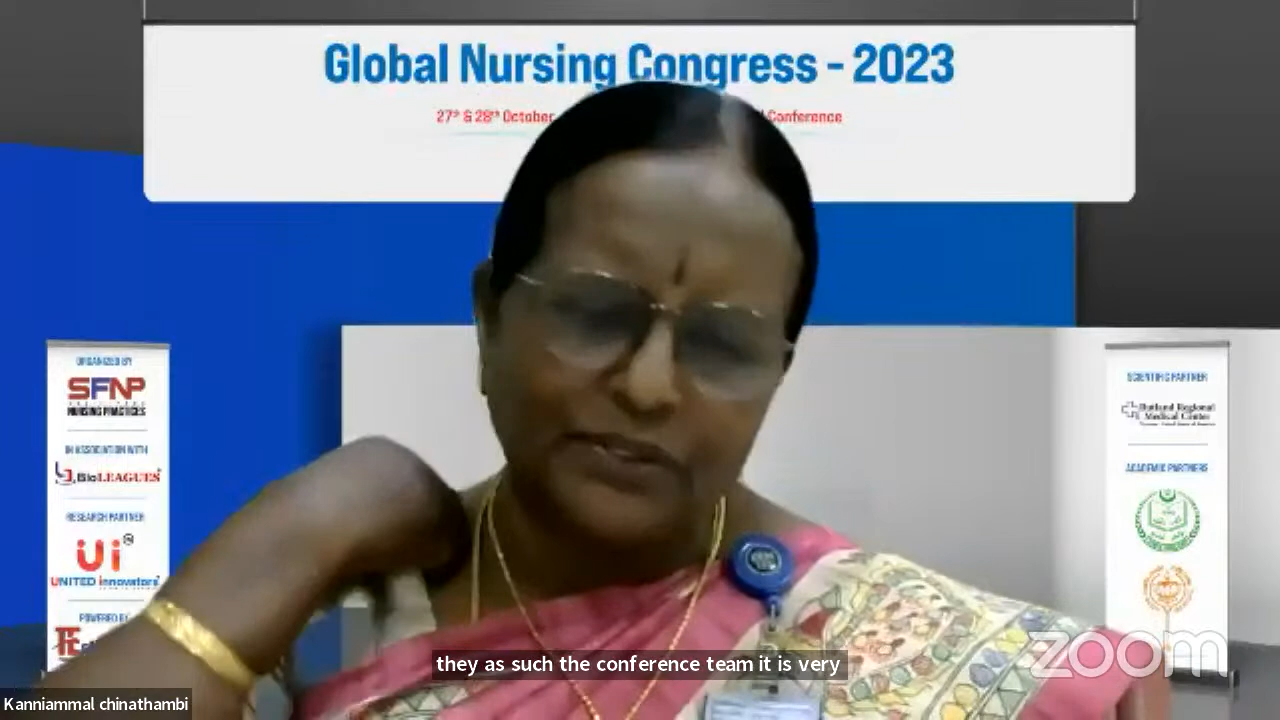 Global Nursing Congress - 2023
27th & 28th October
Conference
ORGANIZED BY
SFNP
NURSING PRACTICES
IN ASSOCIATION WITH
BioLEAGUES
RESEARCH PARTNER
Ui
UNITED innovators
POWERED BY
SCIENTIFIC PARTNER
Rutland Regional
Medical Center
ACADEMIC PARTNERS
they as such the conference team it is very
zoom
Kanniammal chinathambi